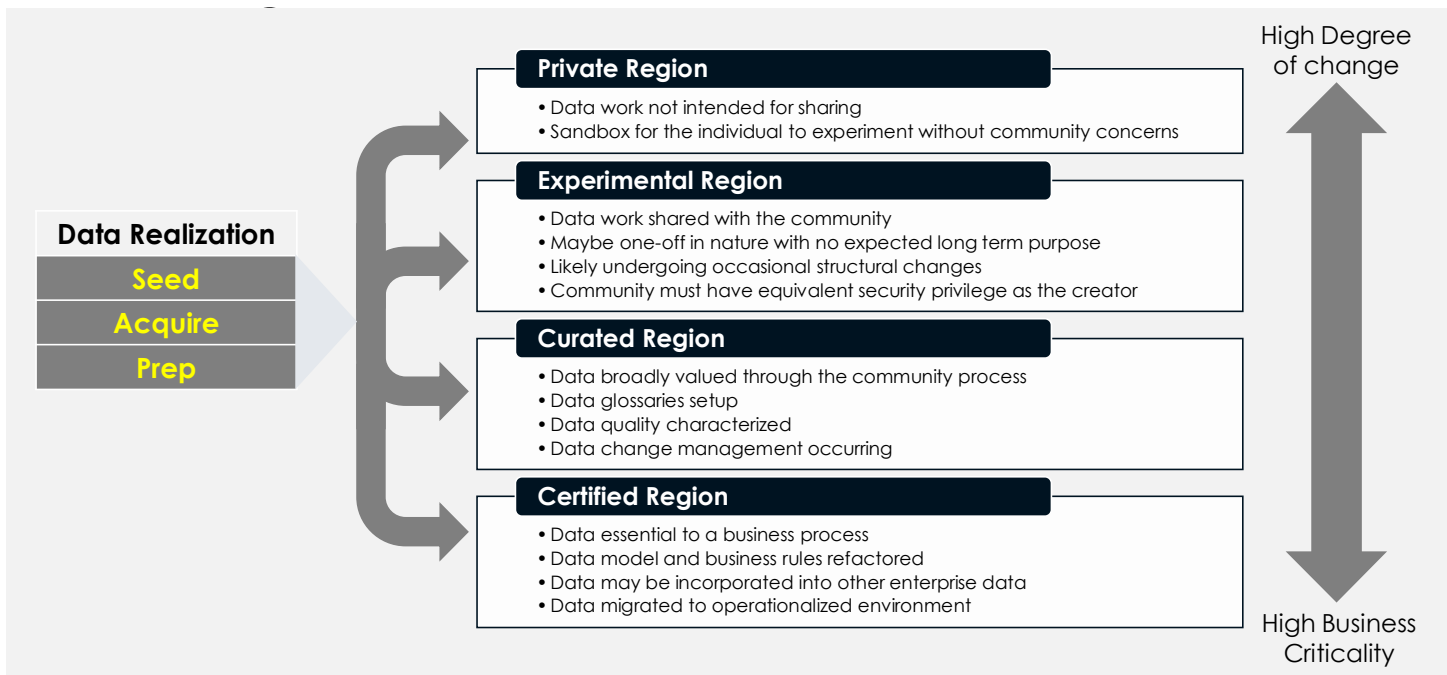 High Degree
of change
Private Region
• Data work not intended for sharing
• Sandbox for the individual to experiment without community concerns
Experimental Region
• Data work shared with the community
• Maybe one-off in nature with no expected long term purpose
• Likely undergoing occasional structural changes
• Community must have equivalent security privilege as the creator
Data Realization
Seed
Acquire
Prep
Curated Region
• Data broadly valued through the community process
• Data glossaries setup
• Data quality characterized
• Data change management occurring
Certified Region
• Data essential to a business process
• Data model and business rules refactored
• Data may be incorporated into other enterprise data
• Data migrated to operationalized environment
High Business
Criticality